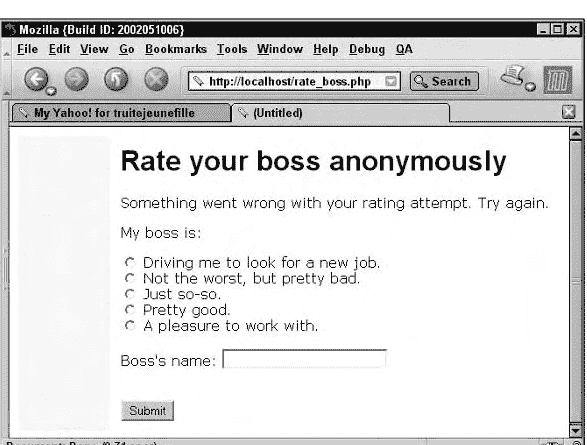 Mozilla {Build ID: 2002051006}
File Edit View Go Bookmarks Tools Window Help Debug QA
http://localhost/rate_boss.php Search
My Yahoo! for truitejeunefille (Untitled)
Rate your boss anonymously
Something went wrong with your rating attempt. Try again.
My boss is:
Driving me to look for a new job.
Not the worst, but pretty bad.
Just so-so.
Pretty good.
A pleasure to work with.
Boss's name:
Submit